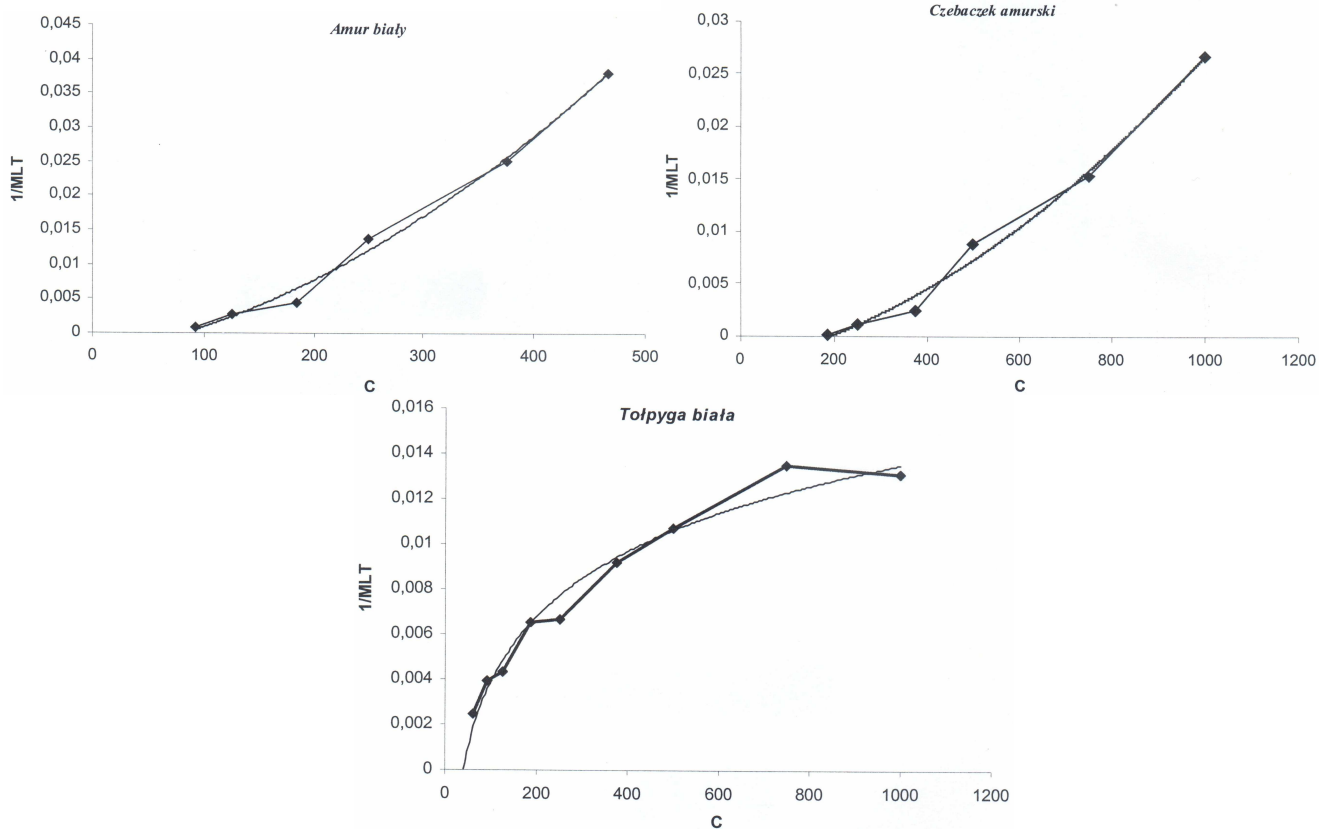 Amur biały
0,045
0,04
0,035
0,03
0,025
0,02
0,015
0,01
0,005
0
1/MLT
0 100 200 300 400 500
C
Czebaczek amurski
0,03
0,025
0,02
0,015
0,01
0,005
0
1/MLT
0 200 400 600 800 1000 1200
C
Tołpyga biała
0,016
0,014
0,012
0,01
0,008
0,006
0,004
0,002
0
1/MLT
0 200 400 600 800 1000 1200
C